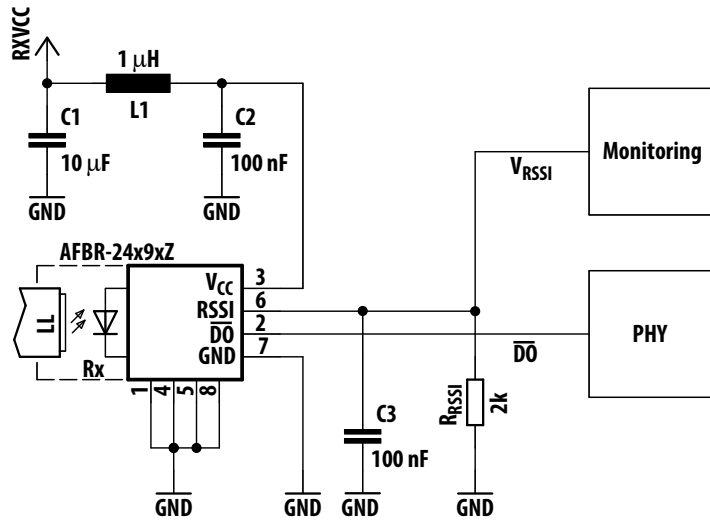 RXVCC
1 μH
L1
C1
10 μF
C2
100 nF
GND
GND
Monitoring
V_RSSI
AFBR-24x9xZ
LL
Rx
V_CC
3
RSSI
6
D̅O̅
2
GND
7
1
4
5
8
D̅O̅
PHY
C3
100 nF
R_RSSI
2k
GND
GND
GND
GND